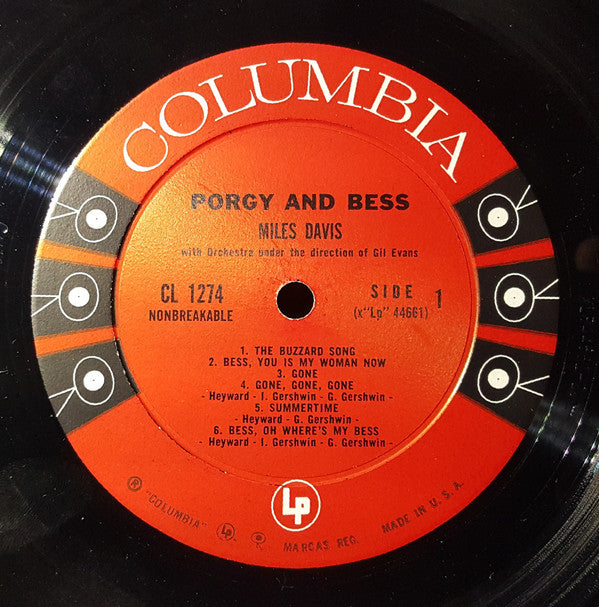 COLUMBIA
PORGY AND BESS
MILES DAVIS
with Orchestra under the direction of Gil Evans
CL 1274
NONBREAKABLE
SIDE 1
(x"Lp" 44661)
1. THE BUZZARD SONG
2. BESS, YOU IS MY WOMAN NOW
3. GONE
4. GONE, GONE, GONE
- Heyward - I. Gershwin - G. Gershwin -
5. SUMMERTIME
- Heyward - G. Gershwin -
6. BESS, OH WHERE'S MY BESS
- Heyward - I. Gershwin - G. Gershwin -
Lp
® "COLUMBIA" Lp MARCAS REG. MADE IN U.S.A.